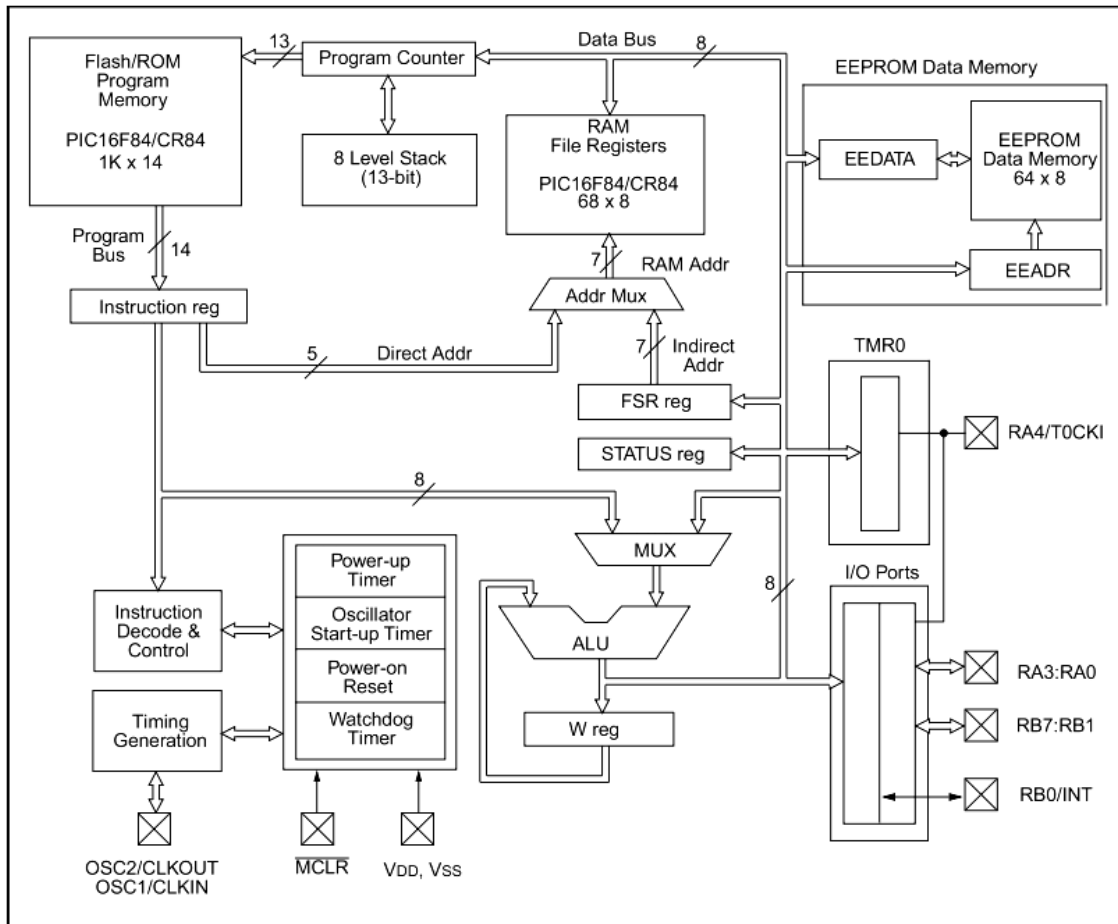 Flash/ROM
Program
Memory
PIC16F84/CR84
1K x 14
13
Program Counter
Data Bus
8
8 Level Stack
(13-bit)
RAM
File Registers
PIC16F84/CR84
68 x 8
EEPROM Data Memory
EEDATA
EEPROM
Data Memory
64 x 8
EEADR
Program
Bus
14
7
RAM Addr
Addr Mux
Instruction reg
5
Direct Addr
7
Indirect
Addr
FSR reg
STATUS reg
TMR0
RA4/T0CKI
8
MUX
8
ALU
W reg
Power-up
Timer
Oscillator
Start-up Timer
Power-on
Reset
Watchdog
Timer
Instruction
Decode &
Control
Timing
Generation
I/O Ports
RA3:RA0
RB7:RB1
RB0/INT
OSC2/CLKOUT
OSC1/CLKIN
MCLR
VDD, VSS